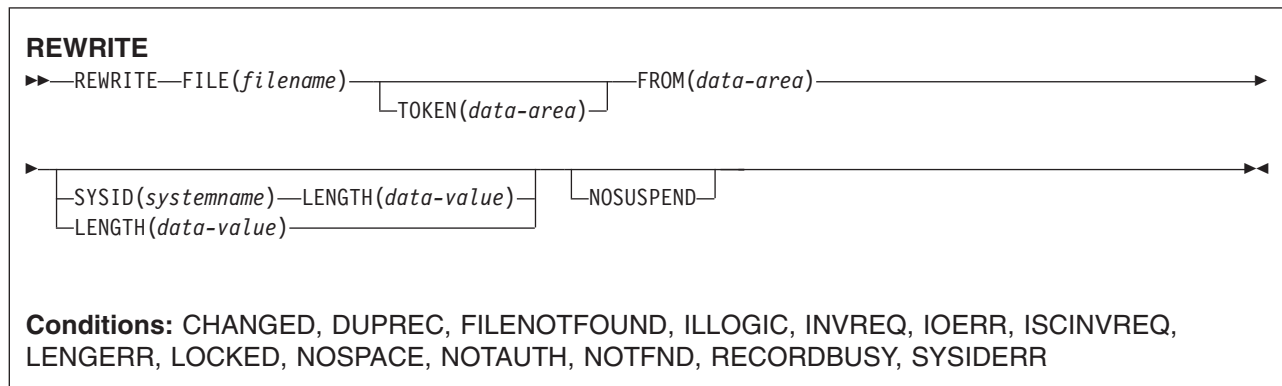 REWRITE
REWRITE FILE(filename) FROM(data-area)
TOKEN(data-area)
SYSID(systemname) LENGTH(data-value) NOSUSPEND
LENGTH(data-value)
Conditions: CHANGED, DUPREC, FILENOTFOUND, ILLOGIC, INVREQ, IOERR, ISCINVREQ,
LENGERR, LOCKED, NOSPACE, NOTAUTH, NOTFND, RECORDBUSY, SYSIDERR